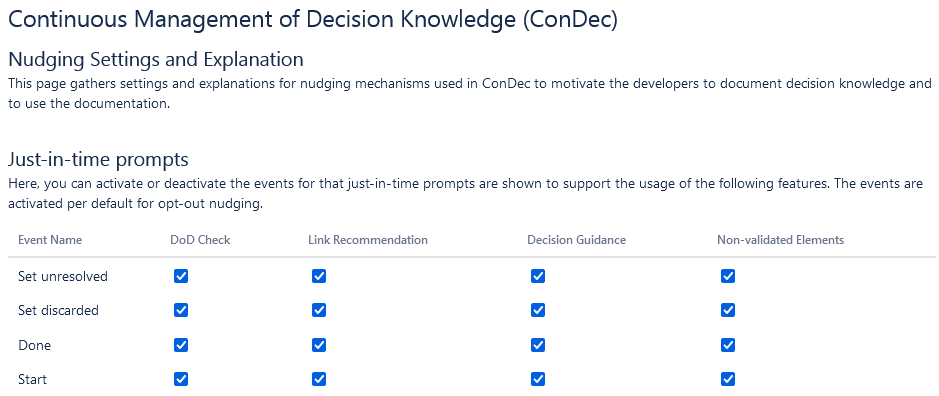 Continuous Management of Decision Knowledge (ConDec)
Nudging Settings and Explanation
This page gathers settings and explanations for nudging mechanisms used in ConDec to motivate the developers to document decision knowledge and
to use the documentation.
Just-in-time prompts
Here, you can activate or deactivate the events for that just-in-time prompts are shown to support the usage of the following features. The events are
activated per default for opt-out nudging.
Event Name DoD Check Link Recommendation Decision Guidance Non-validated Elements
Set unresolved
Set discarded
Done
Start